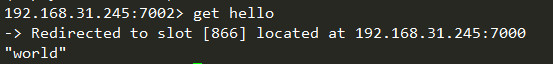 192.168.31.245:7002> get hello
-> Redirected to slot [866] located at 192.168.31.245:7000
"world"